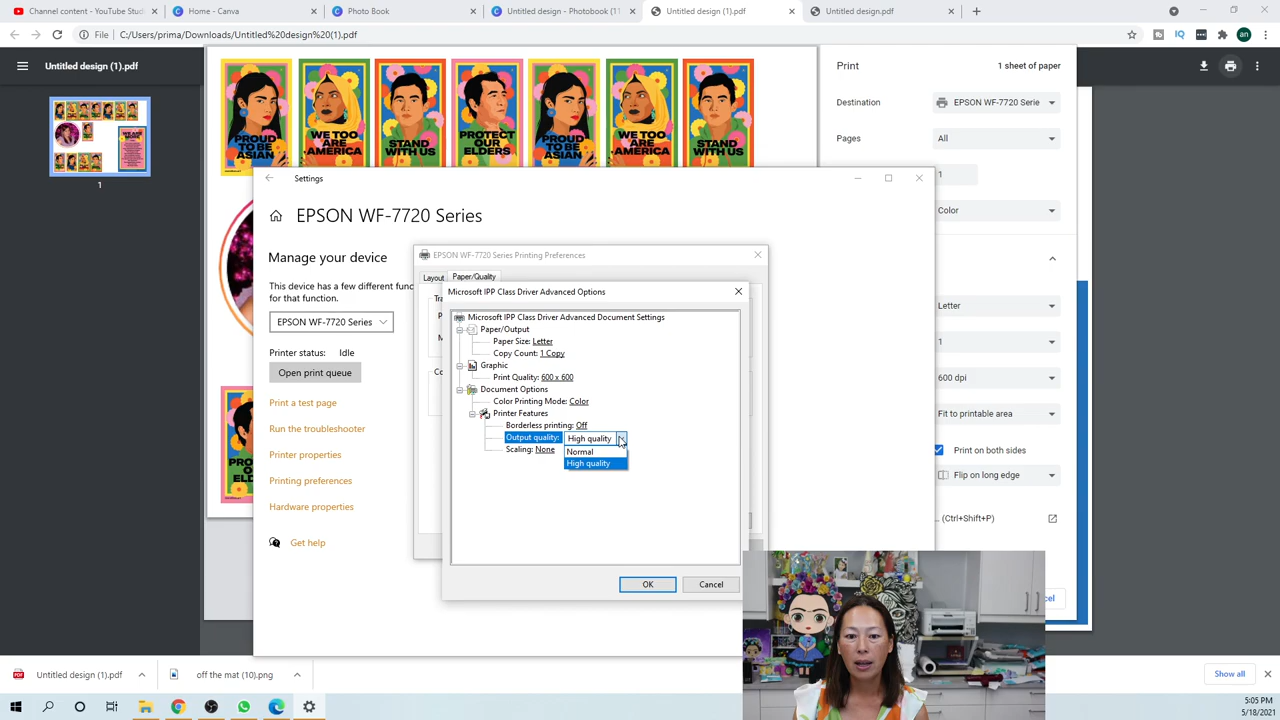 Channel content - YouTube Studi
Home - Canva
Photo Book
Untitled design - Photobook (11
Untitled design (1).pdf
Untitled design.pdf
File
C:/Users/prima/Downloads/Untitled%20design%20(1).pdf
IQ
an
Untitled design (1).pdf
1
PROUD TO BE ASIAN
WE TOO ARE AMERICA
STAND WITH US
PROTECT OUR ELDERS
PROUD TO BE ASIAN
WE TOO ARE AMERICA
STAND WITH US
Print
1 sheet of paper
Destination
EPSON WF-7720 Serie
Pages
All
1
Color
Letter
1
600 dpi
Fit to printable area
Print on both sides
Flip on long edge
... (Ctrl+Shift+P)
cel
Settings
EPSON WF-7720 Series
Manage your device
This device has a few different func
for that function.
EPSON WF-7720 Series
Printer status: Idle
Open print queue
Print a test page
Run the troubleshooter
Printer properties
Printing preferences
Hardware properties
Get help
EPSON WF-7720 Series Printing Preferences
Layout
Paper/Quality
Tra
P
M
Co
Microsoft IPP Class Driver Advanced Options
Microsoft IPP Class Driver Advanced Document Settings
Paper/Output
Paper Size: Letter
Copy Count: 1 Copy
Graphic
Print Quality: 600 x 600
Document Options
Color Printing Mode: Color
Printer Features
Borderless printing: Off
Output quality: High quality
Normal
High quality
Scaling: None
OK
Cancel
Untitled design (1).pdf
off the mat (10).png
Show all
5:05 PM
5/18/2021